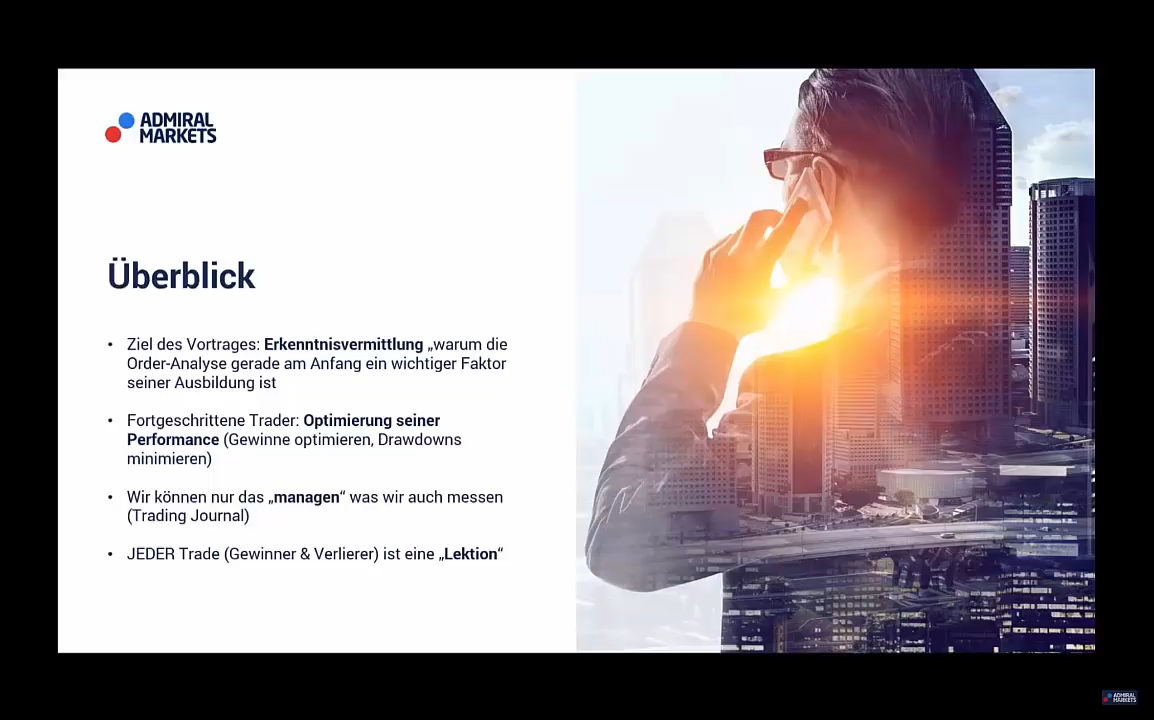 ADMIRAL
MARKETS
Überblick
• Ziel des Vortrages: Erkenntnisvermittlung „warum die
Order-Analyse gerade am Anfang ein wichtiger Faktor
seiner Ausbildung ist
• Fortgeschrittene Trader: Optimierung seiner
Performance (Gewinne optimieren, Drawdowns
minimieren)
• Wir können nur das „managen“ was wir auch messen
(Trading Journal)
• JEDER Trade (Gewinner & Verlierer) ist eine „Lektion“
ADMIRAL
MARKETS